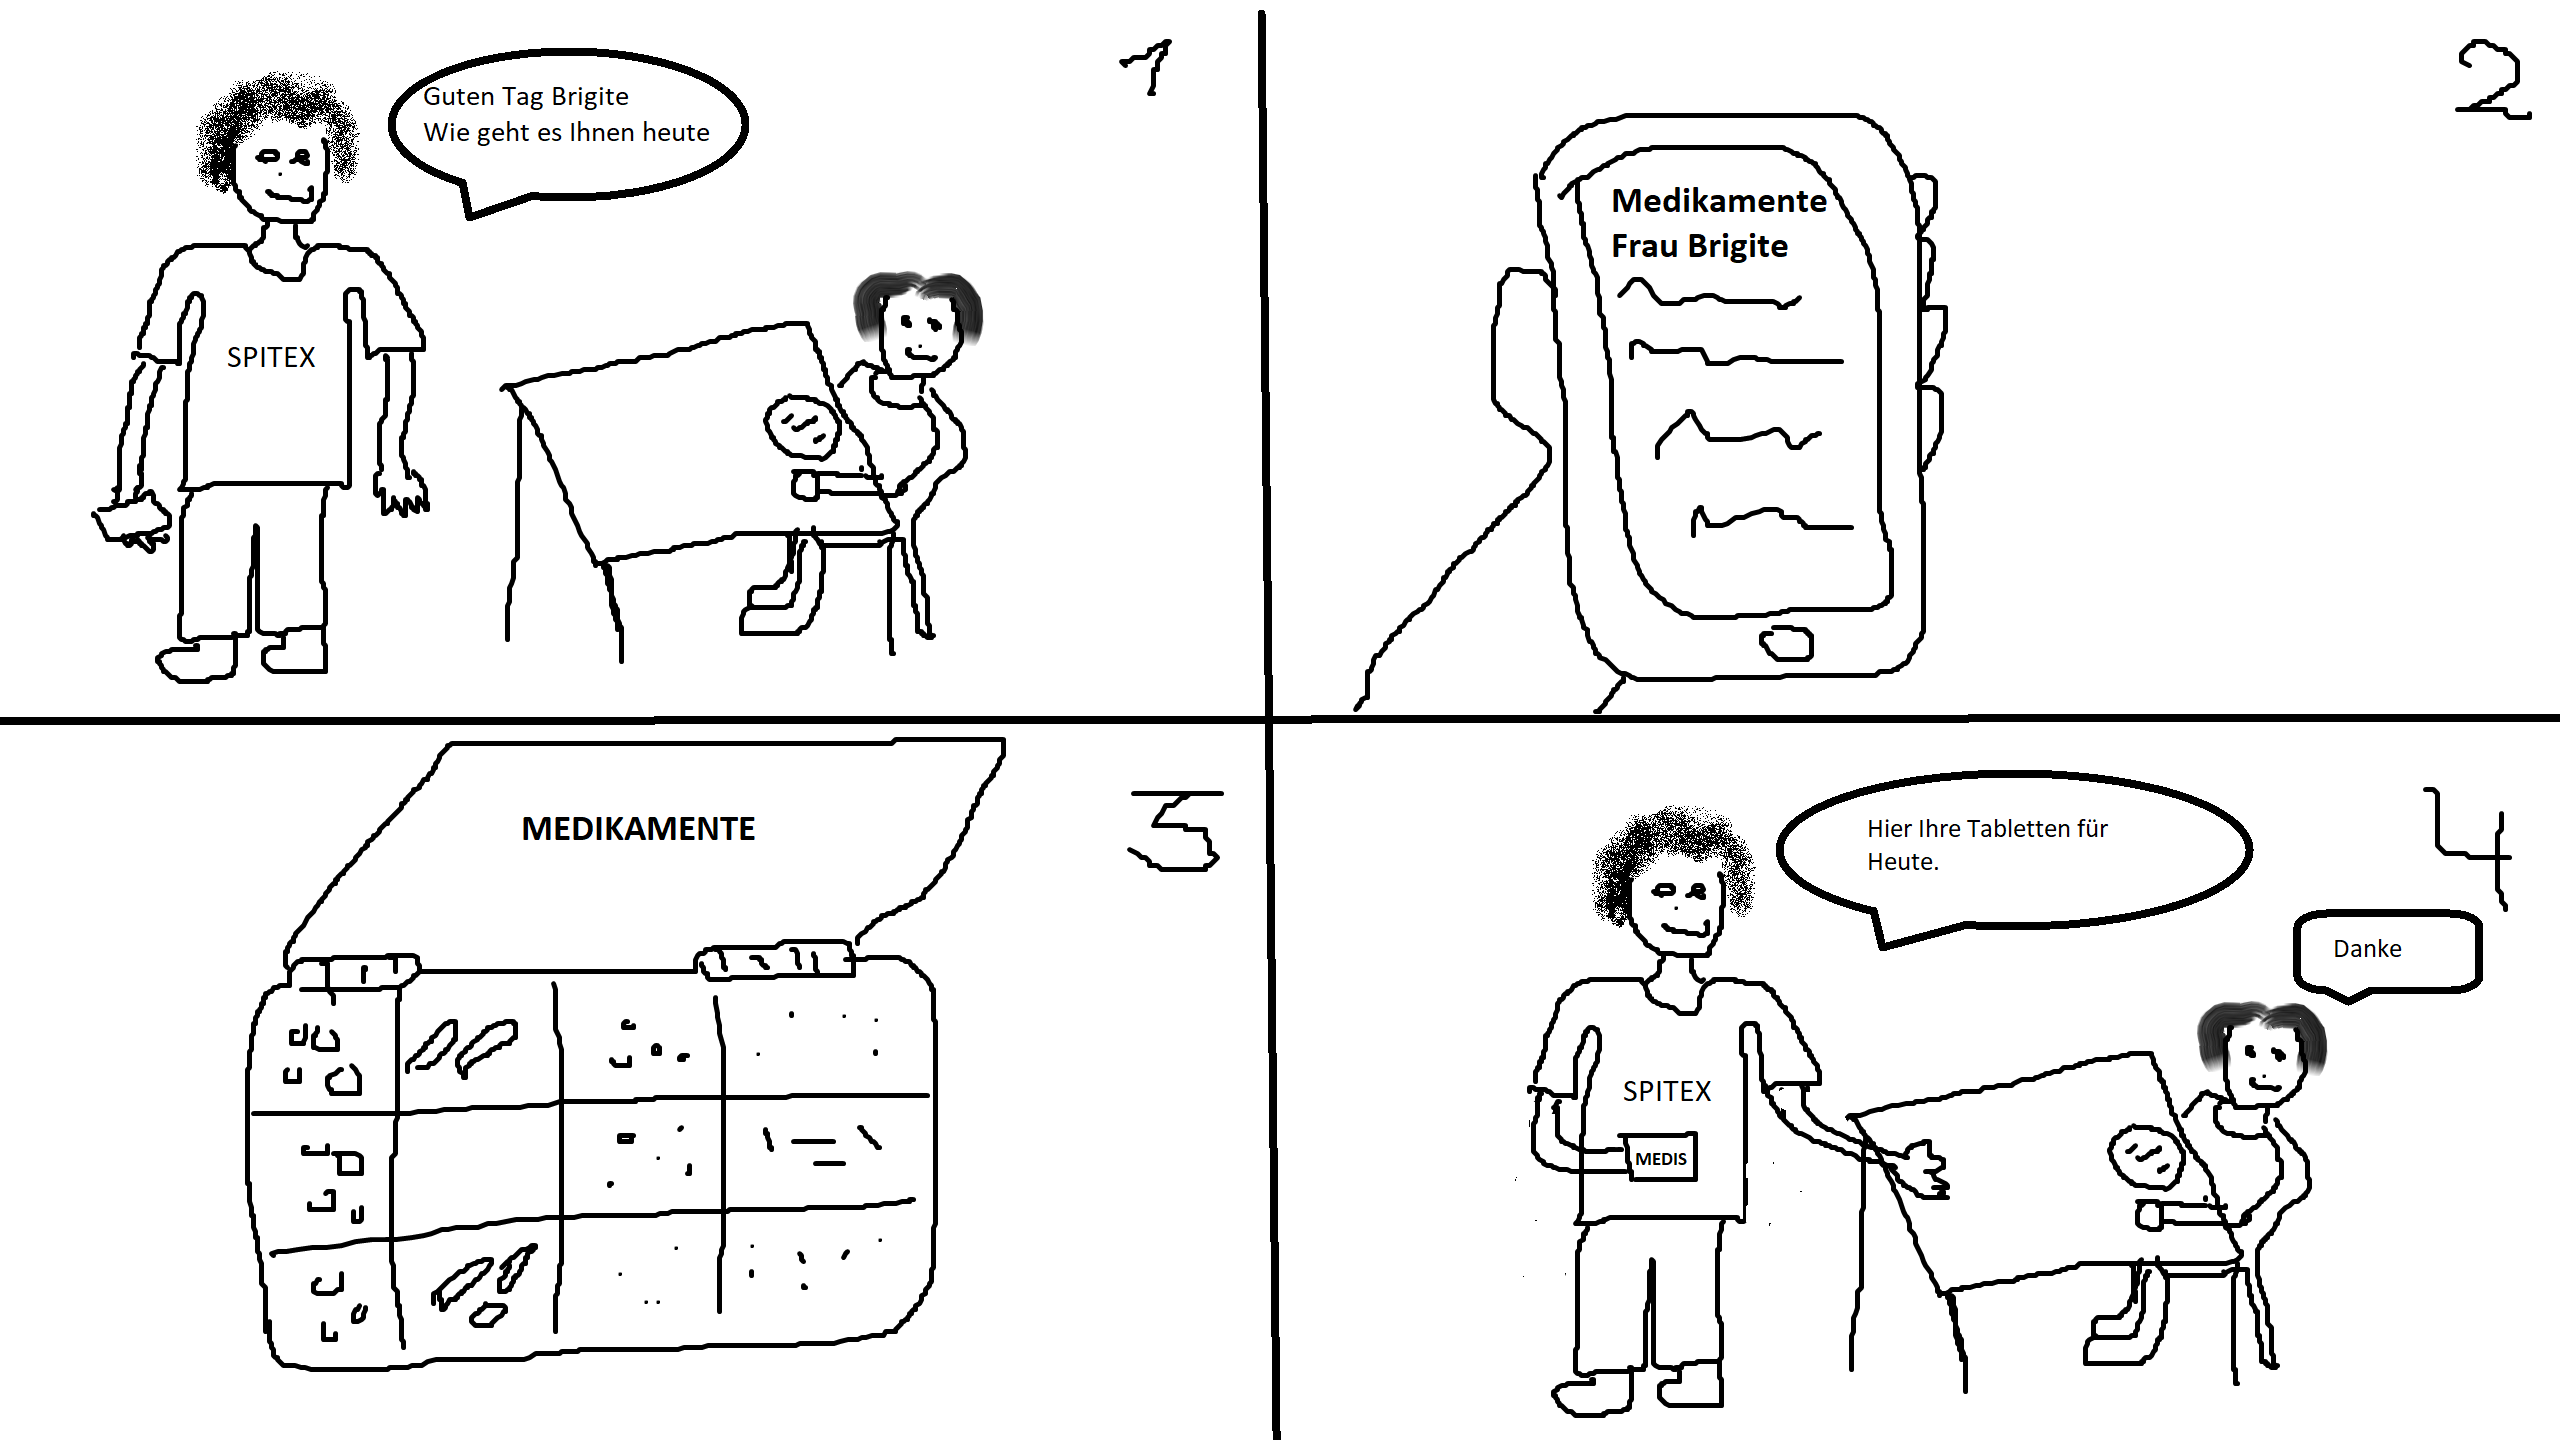 1
Guten Tag Brigite
Wie geht es Ihnen heute
SPITEX
2
Medikamente
Frau Brigite
3
MEDIKAMENTE
4
Hier Ihre Tabletten für
Heute.
Danke
SPITEX
MEDIS